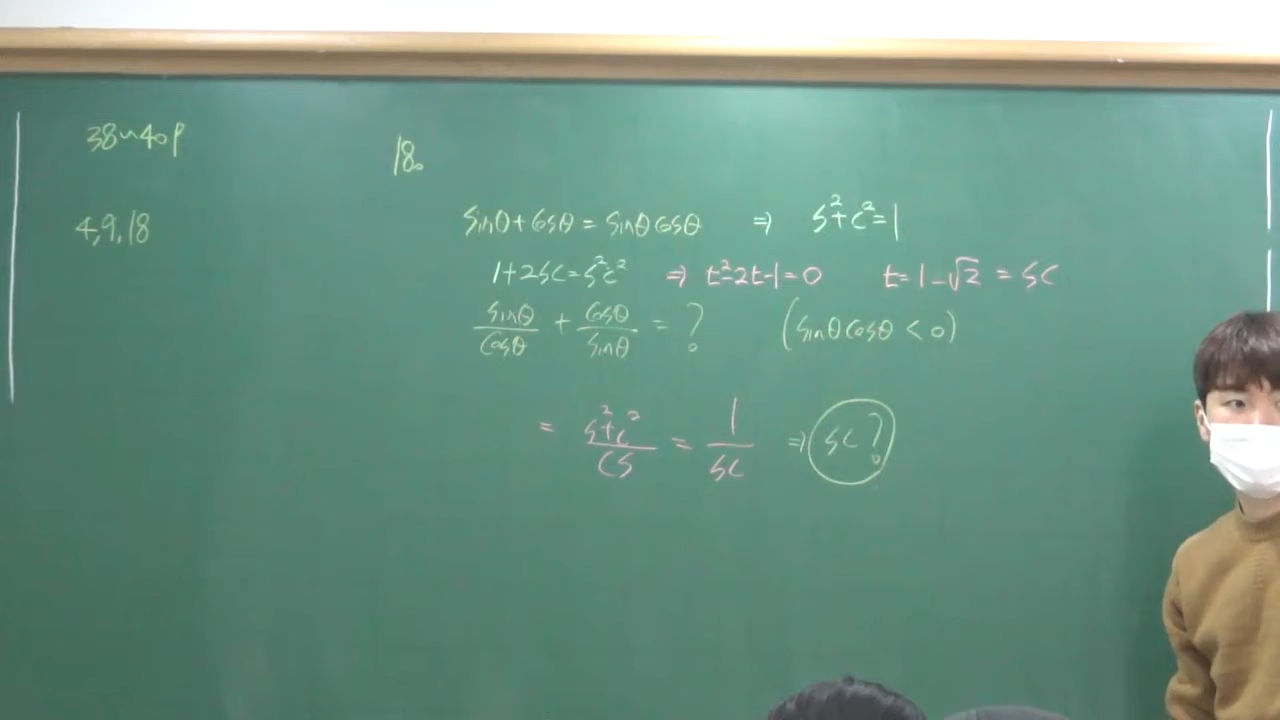 38~40p
4, 9, 18
18.
sinθ+cosθ = sinθcosθ ⇒ s²+c²=1
1+2sc=s²c² ⇒ t²-2t-1=0 t=1-√2 = sc
sinθ/cosθ + cosθ/sinθ = ? (sinθcosθ < 0)
= s²+c²/cs = 1/sc ⇒ sc?